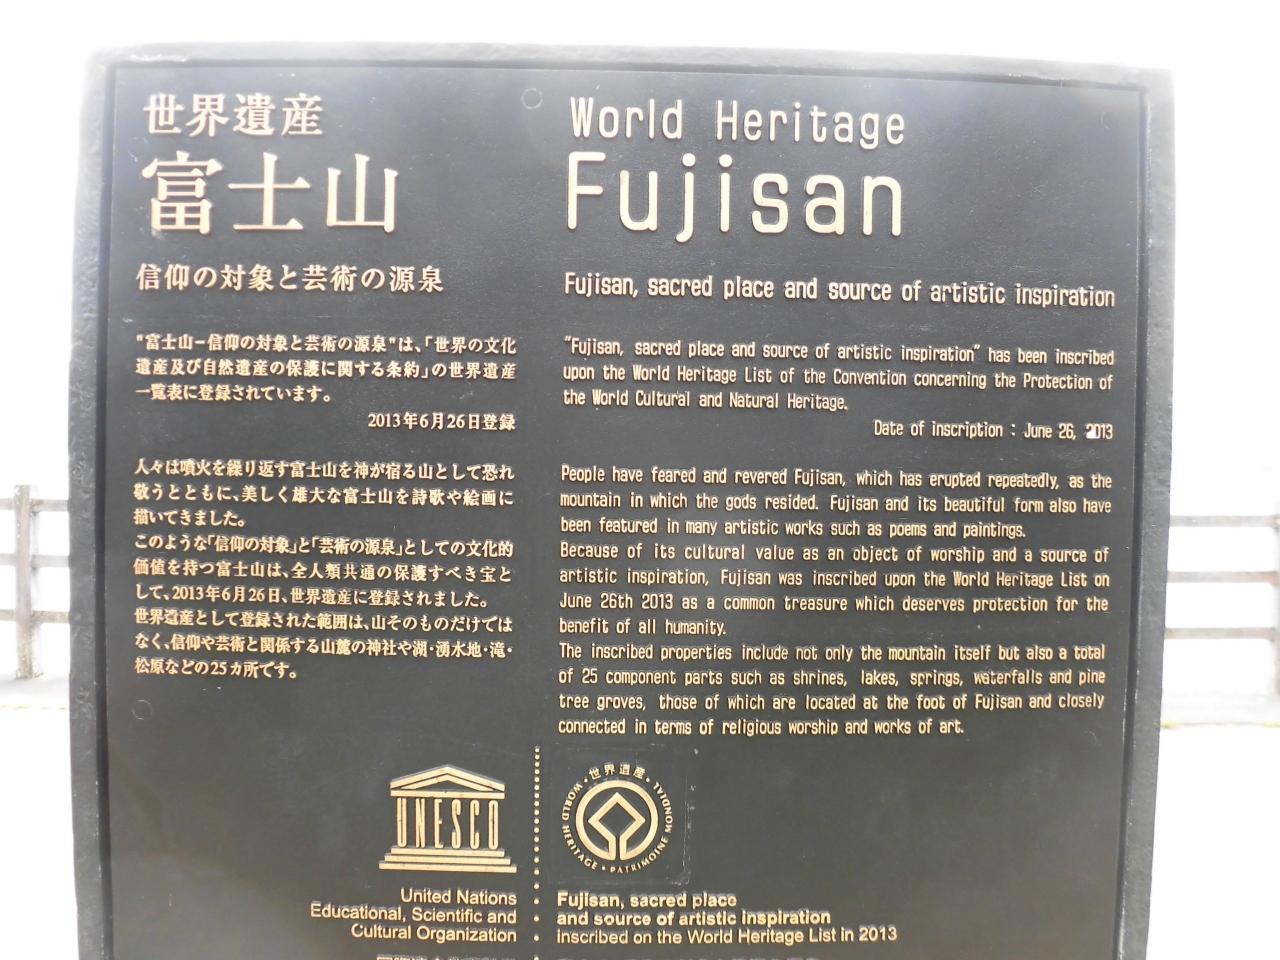 世界遺産
富士山
信仰の対象と芸術の源泉
"富士山−信仰の対象と芸術の源泉"は、「世界の文化
遺産及び自然遺産の保護に関する条約」の世界遺産
一覧表に登録されています。
2013年6月26日登録
人々は噴火を繰り返す富士山を神が宿る山として恐れ
敬うとともに、美しく雄大な富士山を詩歌や絵画に
描いてきました。
このような「信仰の対象」と「芸術の源泉」としての文化的
価値を持つ富士山は、全人類共通の保護すべき宝と
して、2013年6月26日、世界遺産に登録されました。
世界遺産として登録された範囲は、山そのものだけでは
なく、信仰や芸術と関係する山麓の神社や湖・湧水地・滝・
松原などの25カ所です。
World Heritage
Fujisan
Fujisan, sacred place and source of artistic inspiration
"Fujisan, sacred place and source of artistic inspiration" has been inscribed
upon the World Heritage List of the Convention concerning the Protection of
the World Cultural and Natural Heritage.
Date of inscription : June 26, 2013
People have feared and revered Fujisan, which has erupted repeatedly, as the
mountain in which the gods resided. Fujisan and its beautiful form also have
been featured in many artistic works such as poems and paintings.
Because of its cultural value as an object of worship and a source of
artistic inspiration, Fujisan was inscribed upon the World Heritage List on
June 26th 2013 as a common treasure which deserves protection for the
benefit of all humanity.
The inscribed properties include not only the mountain itself but also a total
of 25 component parts such as shrines, lakes, springs, waterfalls and pine
tree groves, those of which are located at the foot of Fujisan and closely
connected in terms of religious worship and works of art.
UNESCO
United Nations
Educational, Scientific and
Cultural Organization
・世界遺産・
WORLD HERITAGE • PATRIMOINE MONDIAL
Fujisan, sacred place
and source of artistic inspiration
inscribed on the World Heritage List in 2013